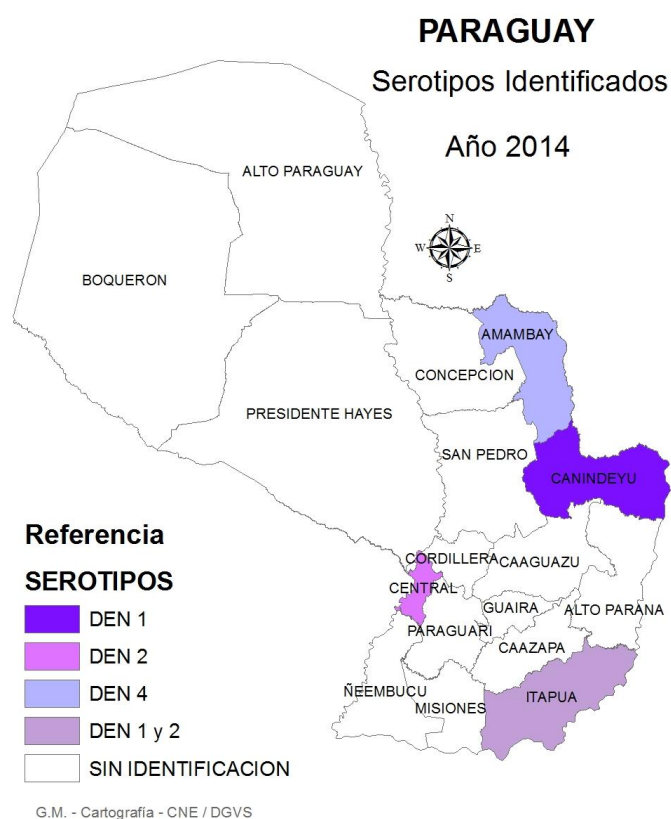 PARAGUAY
Serotipos Identificados
Año 2014
N
W
E
S
ALTO PARAGUAY
BOQUERON
AMAMBAY
CONCEPCION
PRESIDENTE HAYES
SAN PEDRO
CANINDEYU
CORDILLERA
CAAGUAZU
CENTRAL
GUAIRA
ALTO PARANA
PARAGUARI
CAAZAPA
ÑEEMBUCU
MISIONES
ITAPUA
Referencia
SEROTIPOS
DEN 1
DEN 2
DEN 4
DEN 1 y 2
SIN IDENTIFICACION
G.M. - Cartografía - CNE / DGVS